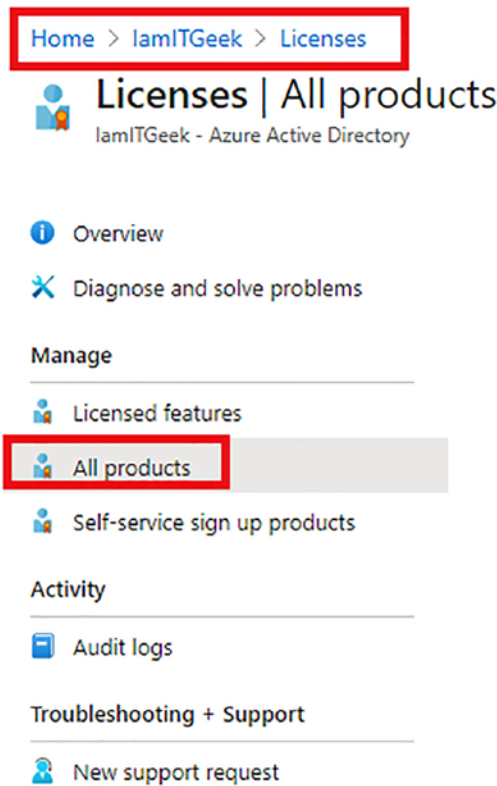 Home > IamITGeek > Licenses
Licenses | All products
IamITGeek - Azure Active Directory
Overview
Diagnose and solve problems
Manage
Licensed features
All products
Self-service sign up products
Activity
Audit logs
Troubleshooting + Support
New support request